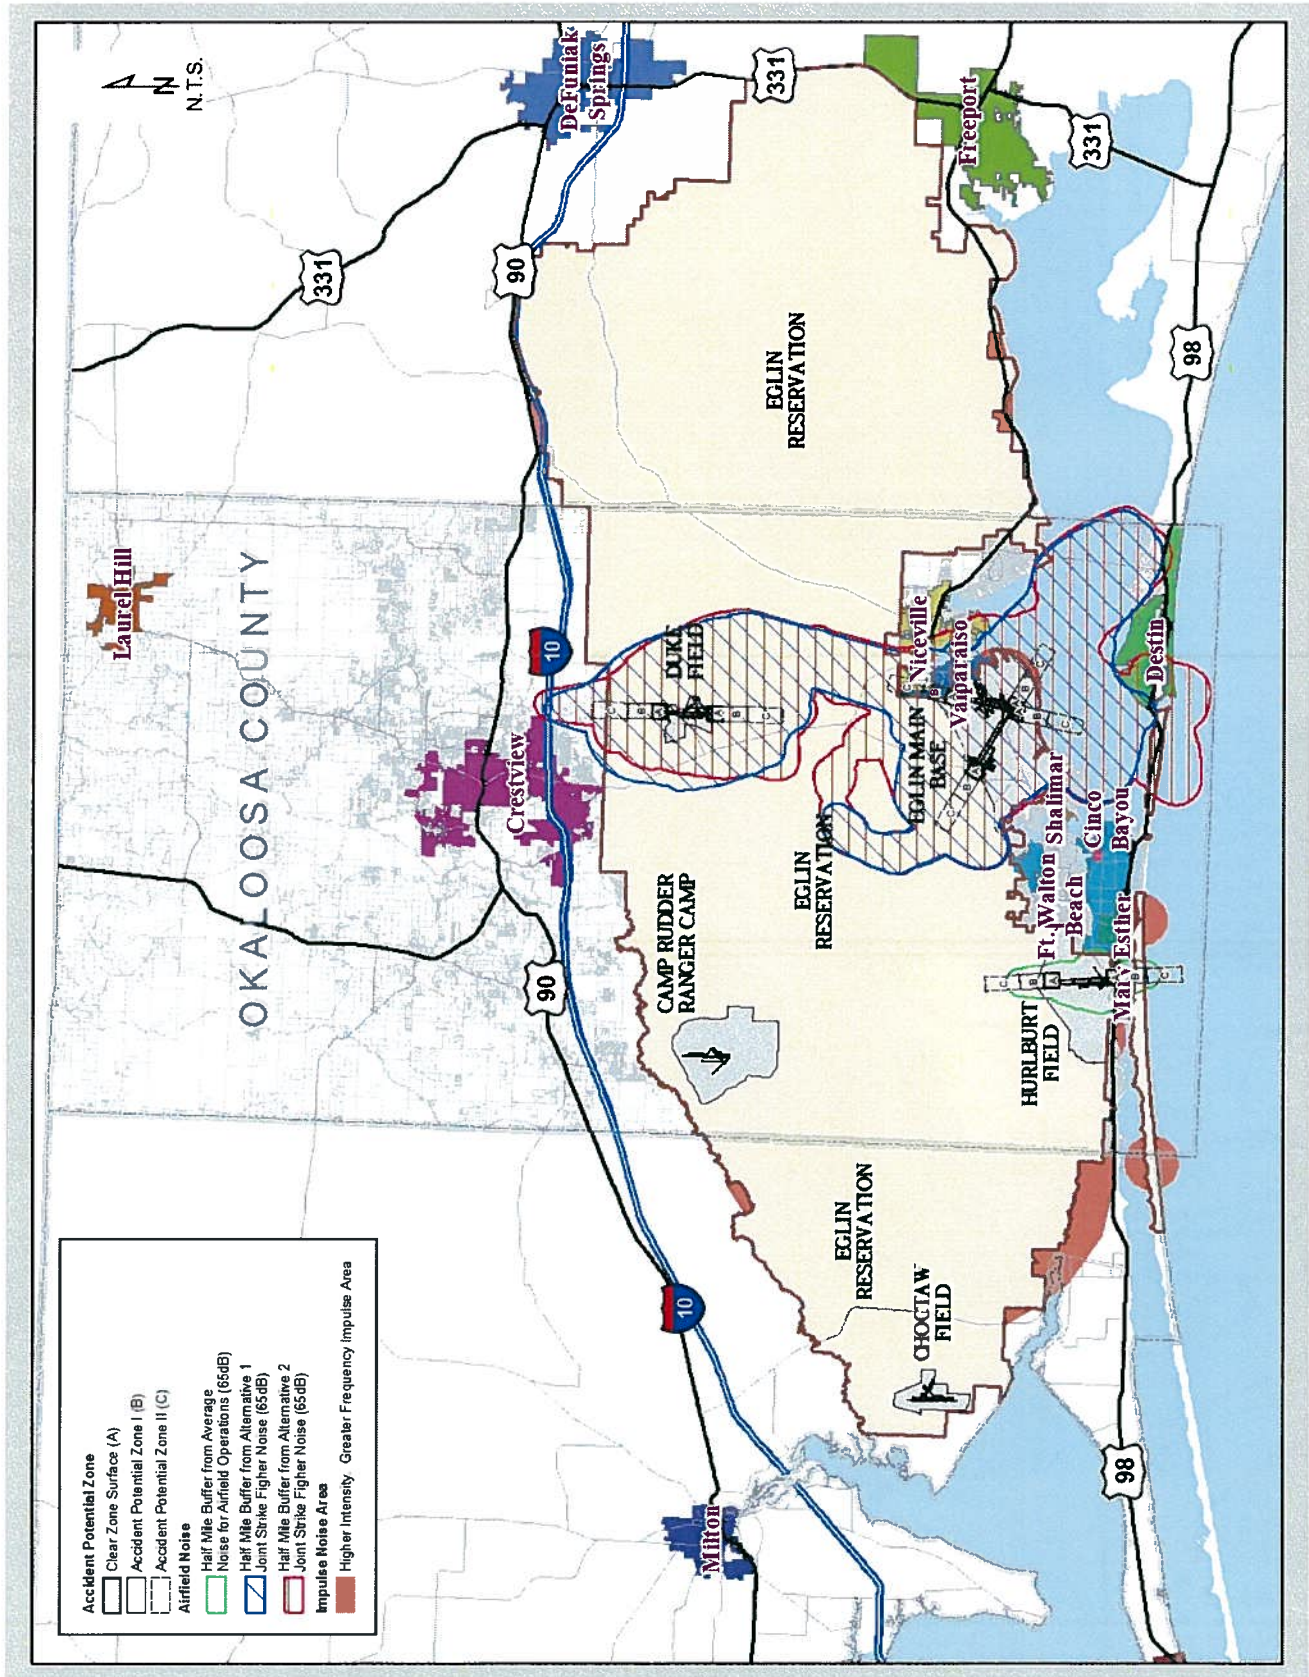 Accident Potential Zone
Clear Zone Surface (A)
Accident Potential Zone I (B)
Accident Potential Zone II (C)
Airfield Noise
Half Mile Buffer from Average
Noise for Airfield Operations (65dB)
Half Mile Buffer from Alternative 1
Joint Strike Figher Noise (65dB)
Half Mile Buffer from Alternative 2
Joint Strike Figher Noise (65dB)
Impulse Noise Area
Higher Intensity, Greater Frequency Impulse Area
N
N.T.S.
OKALOOSA COUNTY
Laurel Hill
331
DeFuniak
Springs
90
90
10
10
331
Crestview
Milton
CAMP RUDDER
RANGER CAMP
DUKE
FIELD
EGLIN
RESERVATION
EGLIN
RESERVATION
EGLIN
RESERVATION
CHOCTAW
FIELD
EGLIN MAIN
BASE
Niceville
Valparaiso
Freeport
331
HURLBURT
FIELD
Ft. Walton
Beach
Shalimar
Cinco
Bayou
Mary Esther
Destin
98
98